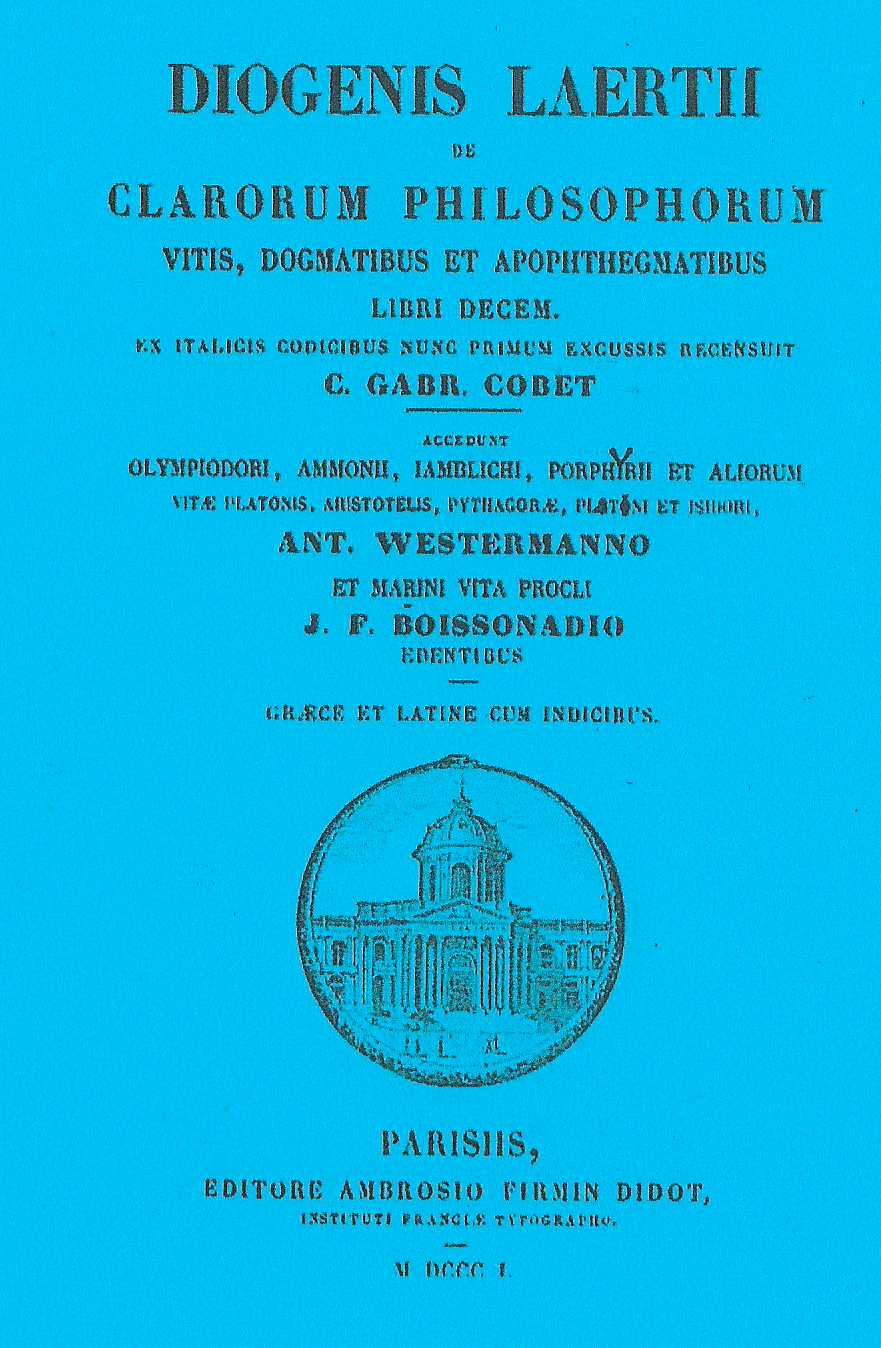 DIOGENIS LAERTII
DE
CLARORUM PHILOSOPHORUM
VITIS, DOGMATIBUS ET APOPHTHEGMATIBUS
LIBRI DECEM.
EX ITALICIS CODICIBUS NUNC PRIMUM EXCUSSIS RECENSUIT
C. GABR. COBET
ACCEDUNT
OLYMPIODORI, AMMONII, IAMBLICHI, PORPHYRII ET ALIORUM
VITÆ PLATONIS, ARISTOTELIS, PYTHAGORÆ, ET ISIDORI,
ANT. WESTERMANNO
ET MARINI VITA PROCLI
J. F. BOISSONADIO
EDENTIBUS
GRÆCE ET LATINE CUM INDICIBUS.
PARISIIS,
EDITORE AMBROSIO FIRMIN DIDOT,
INSTITUTI FRANCIÆ TYPOGRAPHO.
M DCCC L